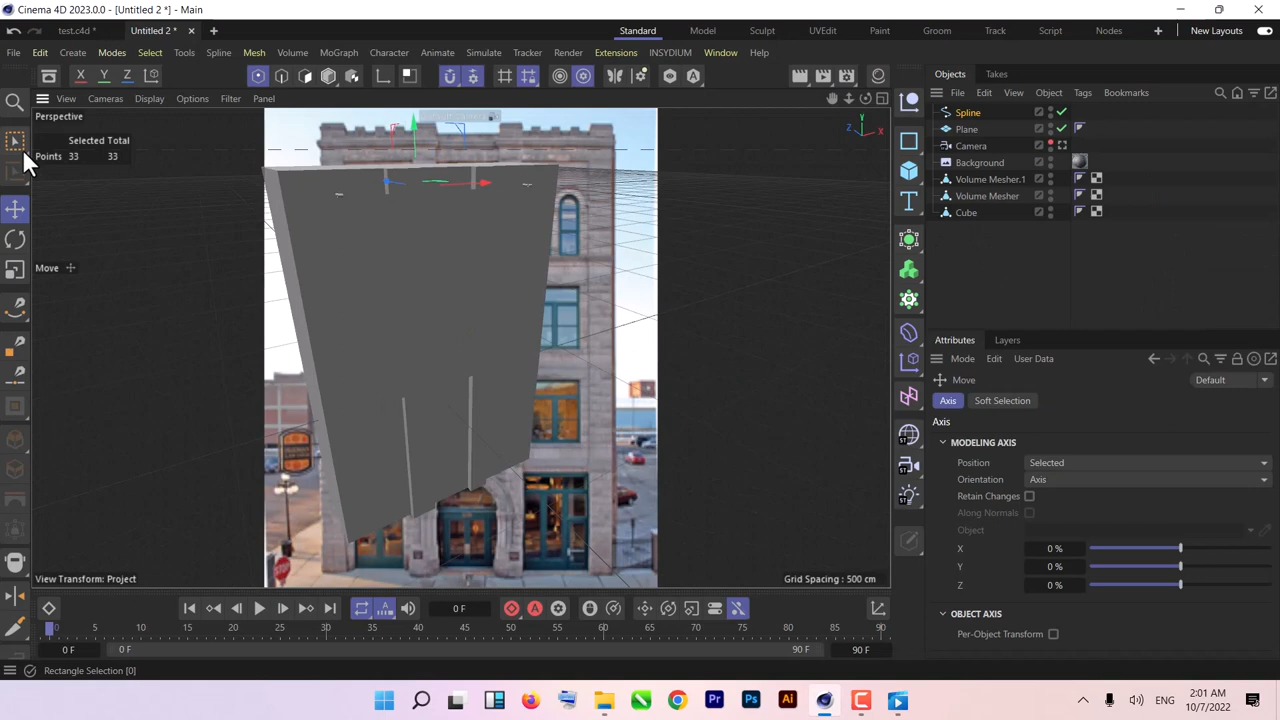 Cinema 4D 2023.0.0 - [Untitled 2 *] - Main
test.c4d *
Untitled 2 *
Standard
Model
Sculpt
UVEdit
Paint
Groom
Track
Script
Nodes
New Layouts
File Edit Create Modes Select Tools Spline Mesh Volume MoGraph Character Animate Simulate Tracker Render Extensions INSYDIUM Window Help
X Y Z
View Cameras Display Options Filter Panel
Perspective
Selected Total
Points 33 33
Move
Y
Z X
View Transform: Project
Grid Spacing : 500 cm
Objects Takes
File Edit View Object Tags Bookmarks
Spline
Plane
Camera
Background
Volume Mesher.1
Volume Mesher
Cube
Attributes Layers
Mode Edit User Data
Move
Default
Axis Soft Selection
Axis
MODELING AXIS
Position Selected
Orientation Axis
Retain Changes
Along Normals
Object
X 0 %
Y 0 %
Z 0 %
OBJECT AXIS
Per-Object Transform
0 F
0 5 10 15 20 25 30 35 40 45 50 55 60 65 70 75 80 85 90
0 F
0 F
90 F
90 F
Rectangle Selection [0]
ENG
2:01 AM
10/7/2022